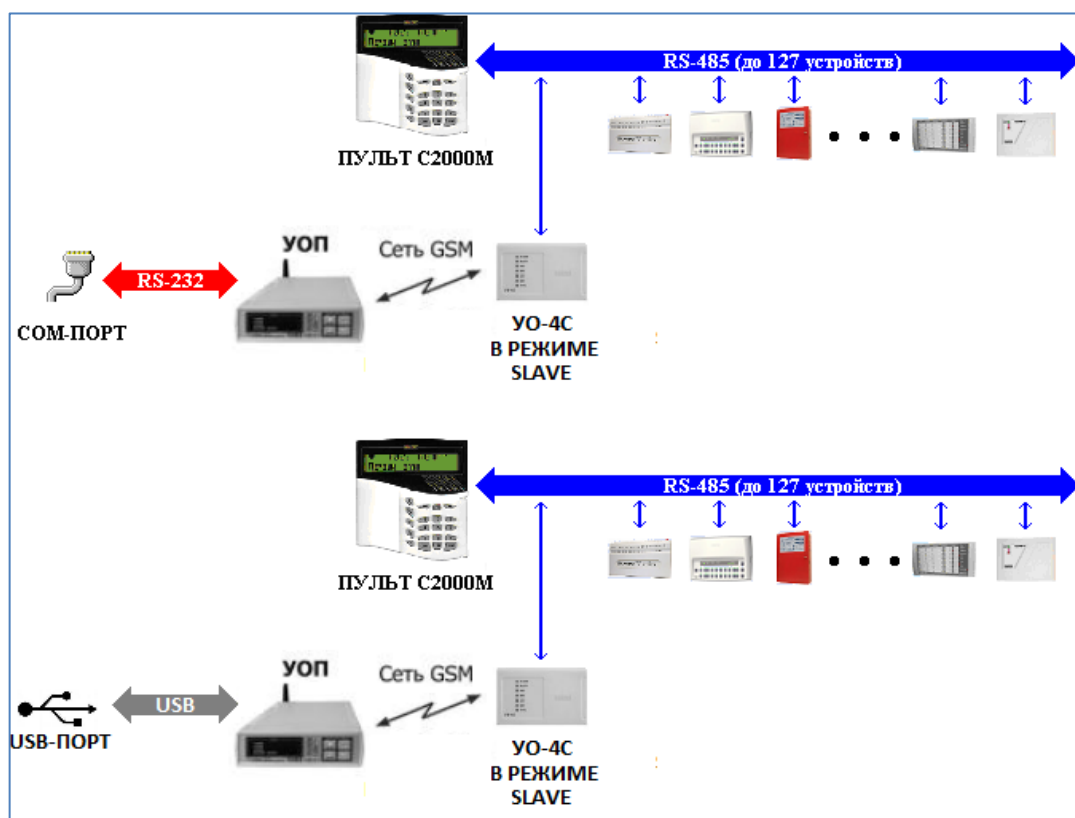 RS-485 (до 127 устройств)
ПУЛЬТ С2000М
УОП
Сеть GSM
RS-232
COM-ПОРТ
УО-4С
В РЕЖИМЕ
SLAVE
RS-485 (до 127 устройств)
ПУЛЬТ С2000М
УОП
Сеть GSM
USB
USB-ПОРТ
УО-4С
В РЕЖИМЕ
SLAVE